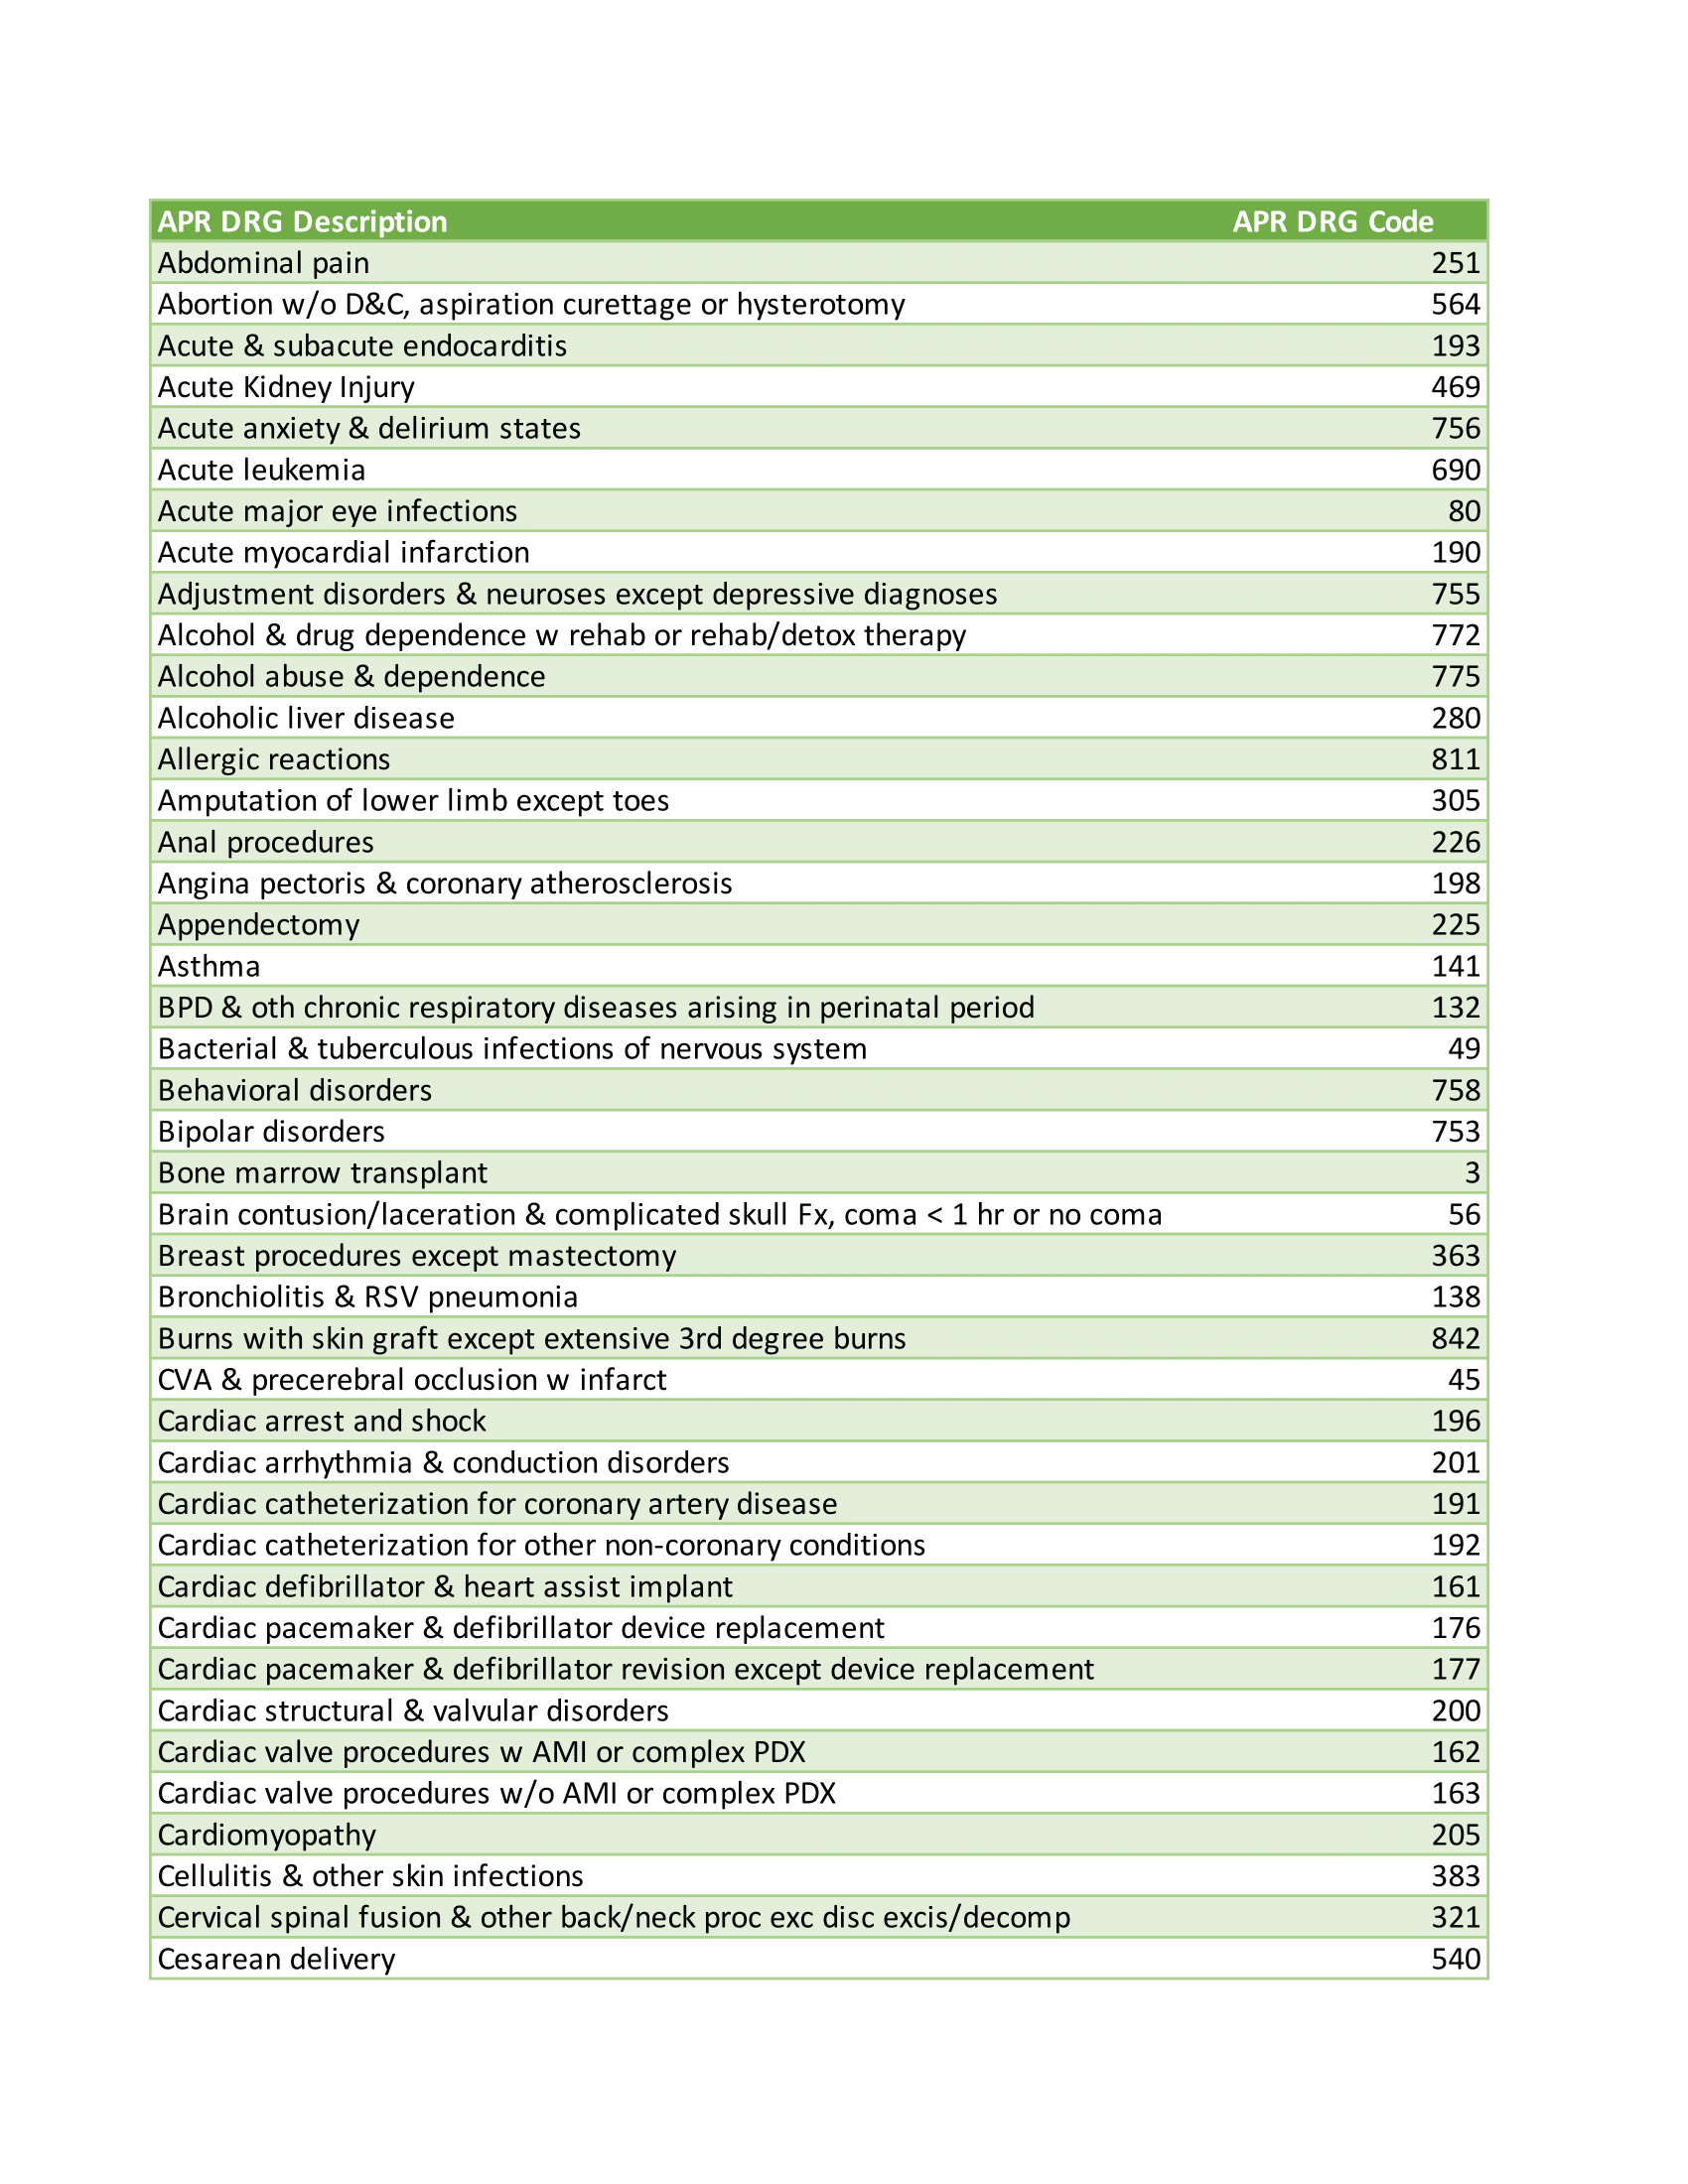 APR DRG Description APR DRG Code
Abdominal pain 251
Abortion w/o D&C, aspiration curettage or hysterotomy 564
Acute & subacute endocarditis 193
Acute Kidney Injury 469
Acute anxiety & delirium states 756
Acute leukemia 690
Acute major eye infections 80
Acute myocardial infarction 190
Adjustment disorders & neuroses except depressive diagnoses 755
Alcohol & drug dependence w rehab or rehab/detox therapy 772
Alcohol abuse & dependence 775
Alcoholic liver disease 280
Allergic reactions 811
Amputation of lower limb except toes 305
Anal procedures 226
Angina pectoris & coronary atherosclerosis 198
Appendectomy 225
Asthma 141
BPD & oth chronic respiratory diseases arising in perinatal period 132
Bacterial & tuberculous infections of nervous system 49
Behavioral disorders 758
Bipolar disorders 753
Bone marrow transplant 3
Brain contusion/laceration & complicated skull Fx, coma < 1 hr or no coma 56
Breast procedures except mastectomy 363
Bronchiolitis & RSV pneumonia 138
Burns with skin graft except extensive 3rd degree burns 842
CVA & precerebral occlusion w infarct 45
Cardiac arrest and shock 196
Cardiac arrhythmia & conduction disorders 201
Cardiac catheterization for coronary artery disease 191
Cardiac catheterization for other non-coronary conditions 192
Cardiac defibrillator & heart assist implant 161
Cardiac pacemaker & defibrillator device replacement 176
Cardiac pacemaker & defibrillator revision except device replacement 177
Cardiac structural & valvular disorders 200
Cardiac valve procedures w AMI or complex PDX 162
Cardiac valve procedures w/o AMI or complex PDX 163
Cardiomyopathy 205
Cellulitis & other skin infections 383
Cervical spinal fusion & other back/neck proc exc disc excis/decomp 321
Cesarean delivery 540